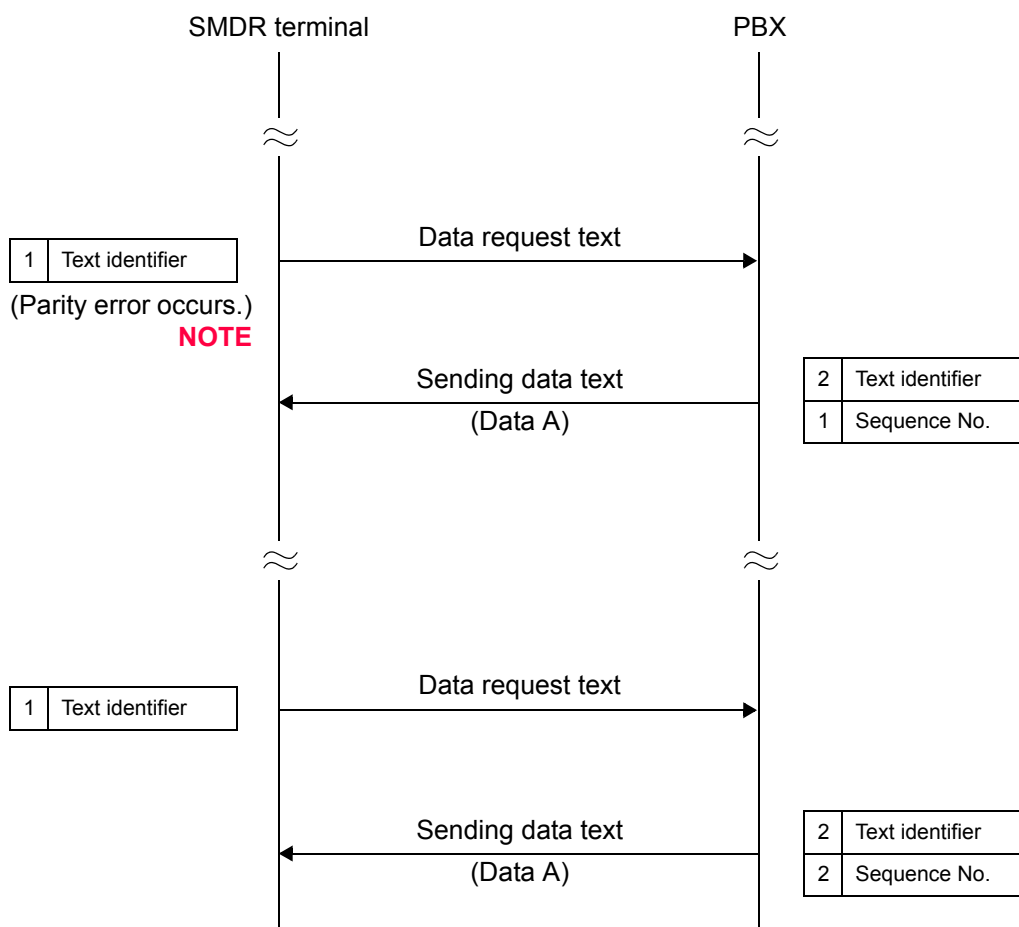 SMDR terminal
PBX
Data request text
1 Text identifier
(Parity error occurs.)
NOTE
Sending data text
(Data A)
2 Text identifier
1 Sequence No.
Data request text
1 Text identifier
Sending data text
(Data A)
2 Text identifier
2 Sequence No.